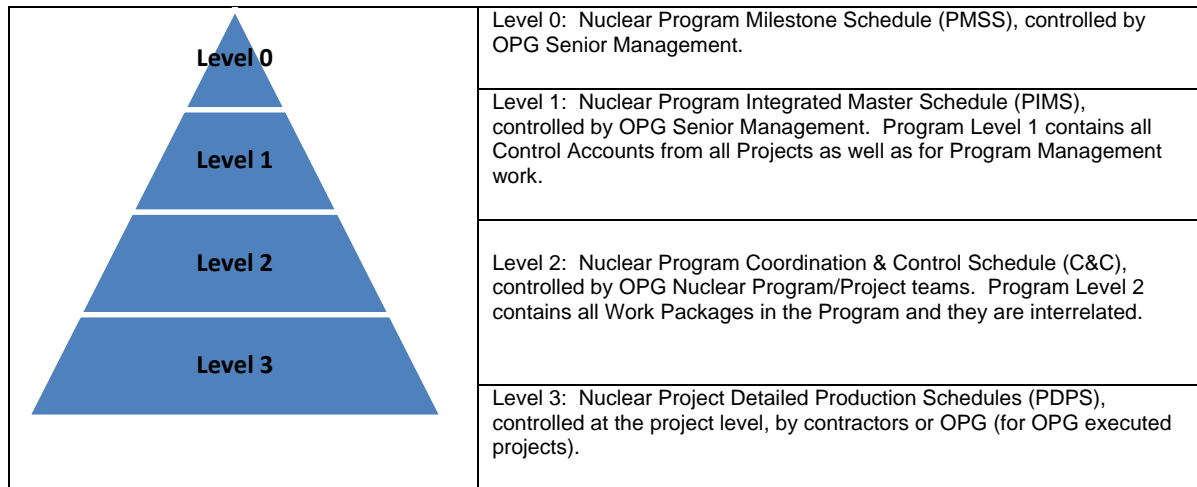 Level 0
Level 1
Level 2
Level 3
Level 0:  Nuclear Program Milestone Schedule (PMSS), controlled by
OPG Senior Management.
Level 1:  Nuclear Program Integrated Master Schedule (PIMS),
controlled by OPG Senior Management.  Program Level 1 contains all
Control Accounts from all Projects as well as for Program Management
work.
Level 2:  Nuclear Program Coordination & Control Schedule (C&C),
controlled by OPG Nuclear Program/Project teams.  Program Level 2
contains all Work Packages in the Program and they are interrelated.
Level 3:  Nuclear Project Detailed Production Schedules (PDPS),
controlled at the project level, by contractors or OPG (for OPG executed
projects).